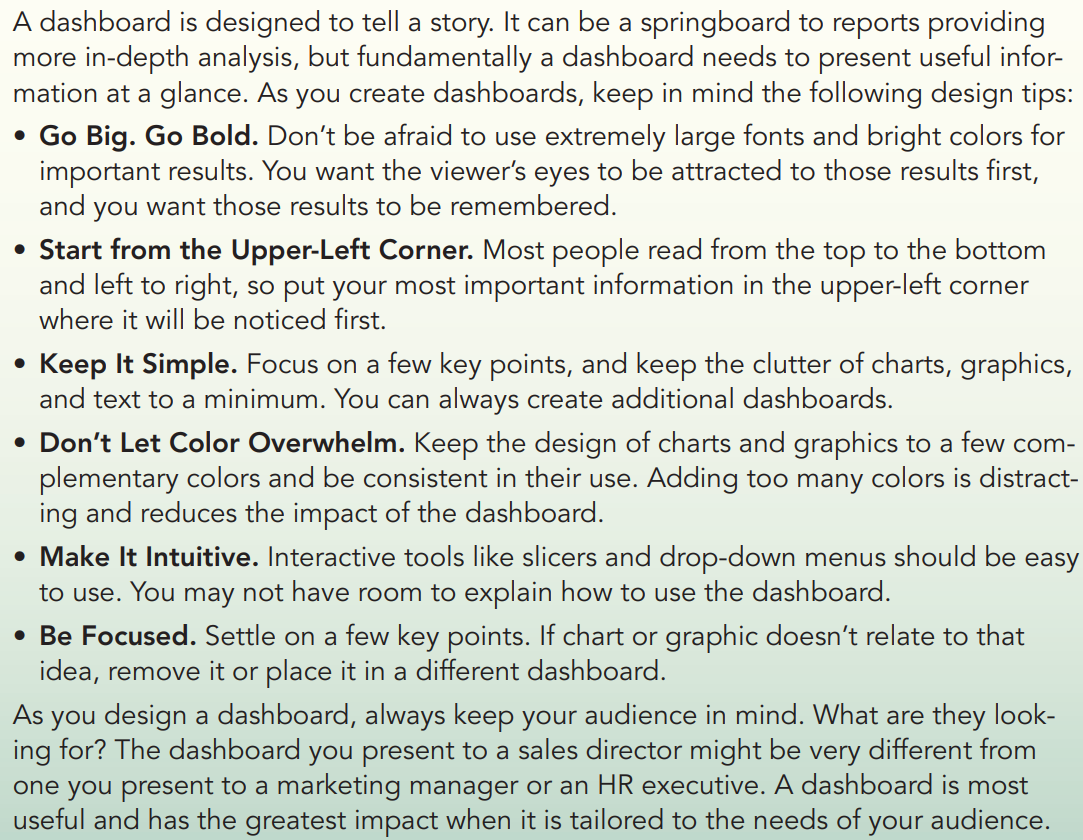 A dashboard is designed to tell a story. It can be a springboard to reports providing
more in-depth analysis, but fundamentally a dashboard needs to present useful infor-
mation at a glance. As you create dashboards, keep in mind the following design tips:
• Go Big. Go Bold. Don’t be afraid to use extremely large fonts and bright colors for
important results. You want the viewer’s eyes to be attracted to those results first,
and you want those results to be remembered.
• Start from the Upper-Left Corner. Most people read from the top to the bottom
and left to right, so put your most important information in the upper-left corner
where it will be noticed first.
• Keep It Simple. Focus on a few key points, and keep the clutter of charts, graphics,
and text to a minimum. You can always create additional dashboards.
• Don’t Let Color Overwhelm. Keep the design of charts and graphics to a few com-
plementary colors and be consistent in their use. Adding too many colors is distract-
ing and reduces the impact of the dashboard.
• Make It Intuitive. Interactive tools like slicers and drop-down menus should be easy
to use. You may not have room to explain how to use the dashboard.
• Be Focused. Settle on a few key points. If chart or graphic doesn’t relate to that
idea, remove it or place it in a different dashboard.
As you design a dashboard, always keep your audience in mind. What are they look-
ing for? The dashboard you present to a sales director might be very different from
one you present to a marketing manager or an HR executive. A dashboard is most
useful and has the greatest impact when it is tailored to the needs of your audience.